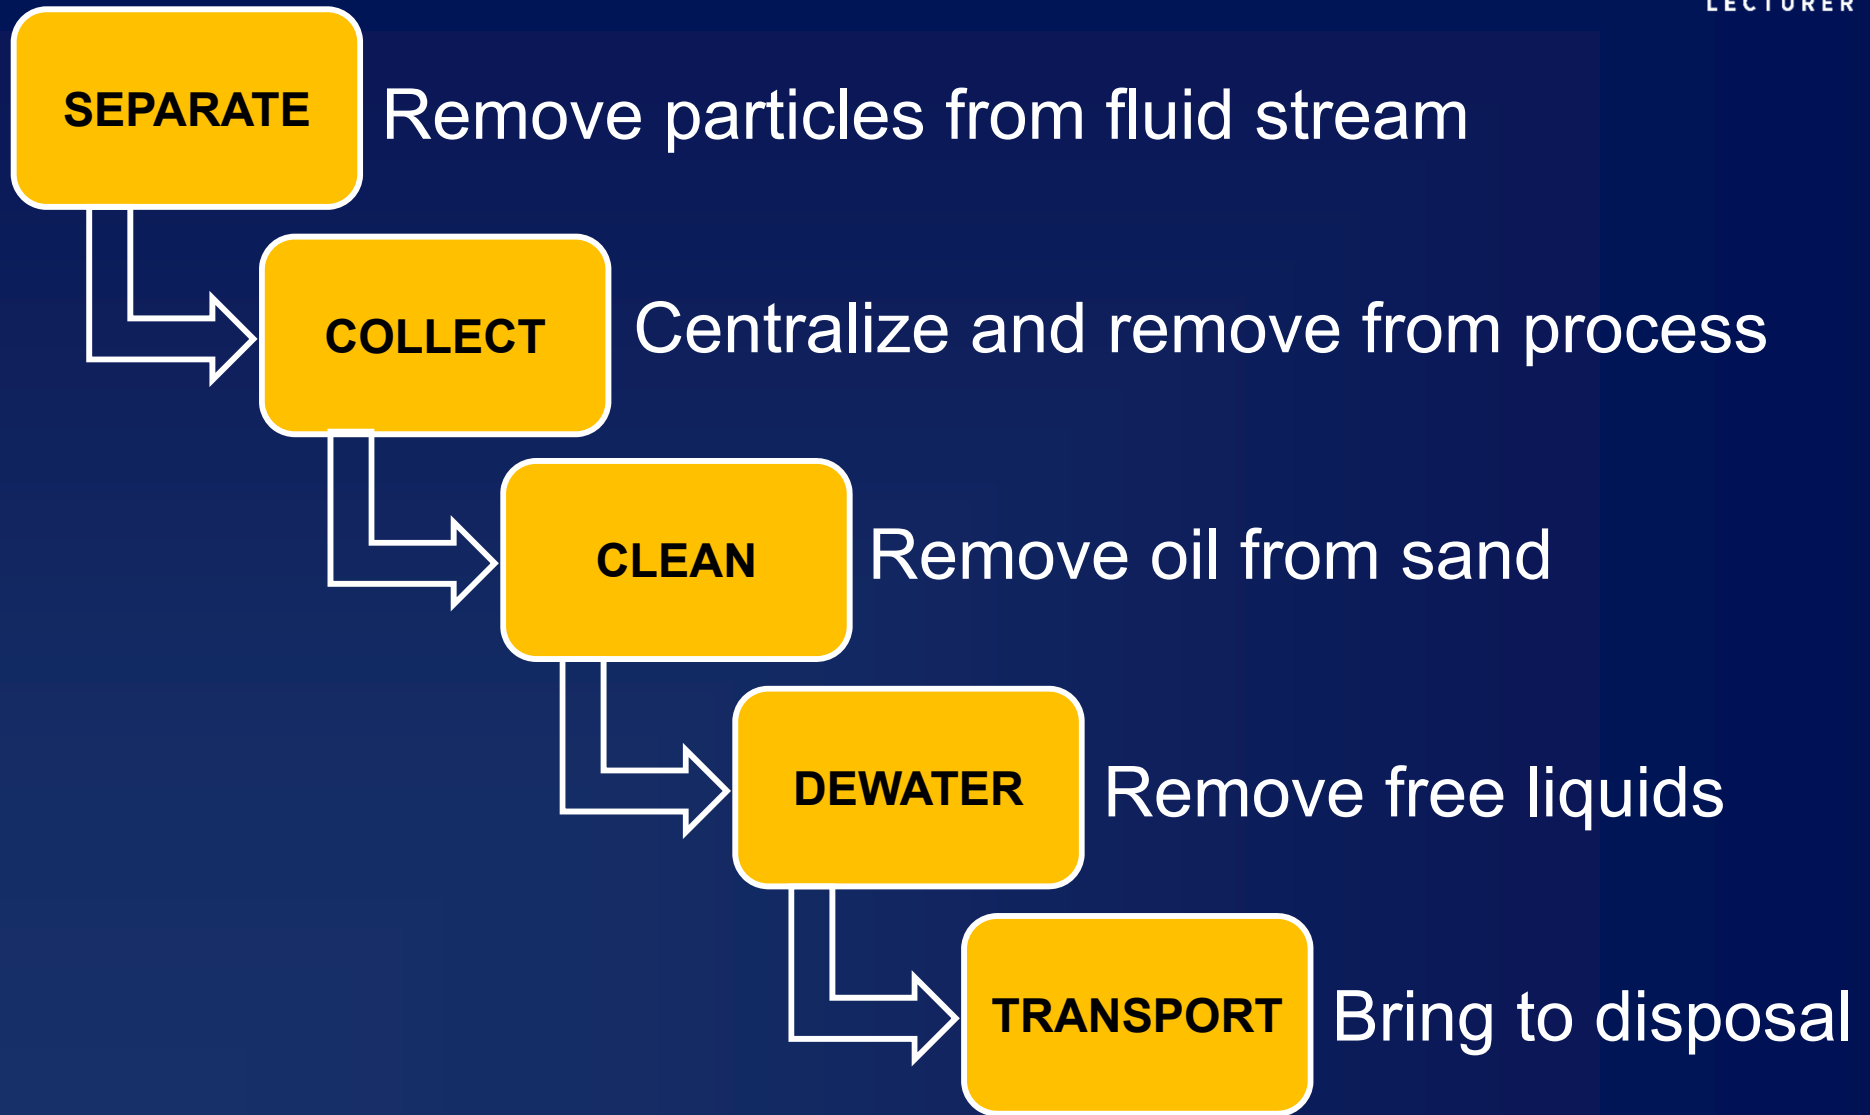 LECTURER
SEPARATE
Remove particles from fluid stream
COLLECT
Centralize and remove from process
CLEAN
Remove oil from sand
DEWATER
Remove free liquids
TRANSPORT
Bring to disposal